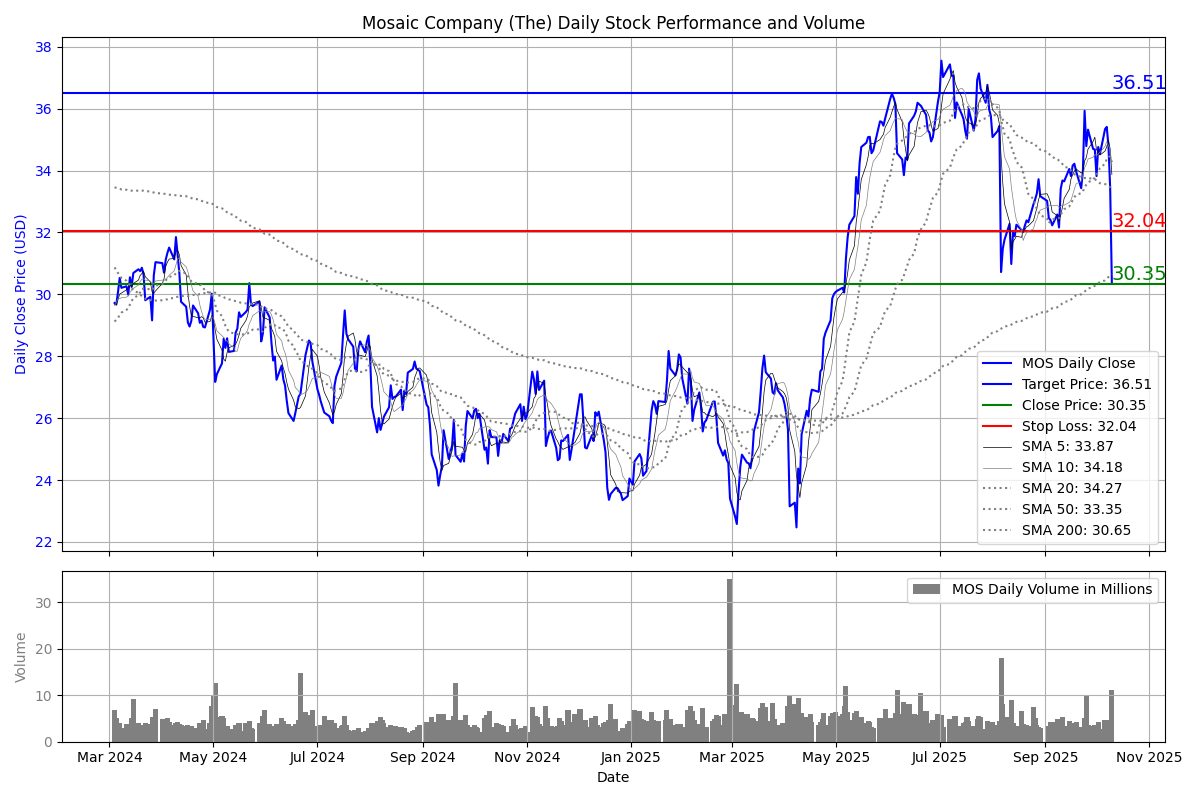 Mosaic Company (The) Daily Stock Performance and Volume
Daily Close Price (USD)
38
36
34
32
30
28
26
24
22
36.51
32.04
30.35
MOS Daily Close
Target Price: 36.51
Close Price: 30.35
Stop Loss: 32.04
SMA 5: 33.87
SMA 10: 34.18
SMA 20: 34.27
SMA 50: 33.35
SMA 200: 30.65
Volume
30
20
10
0
MOS Daily Volume in Millions
Mar 2024
May 2024
Jul 2024
Sep 2024
Nov 2024
Jan 2025
Mar 2025
May 2025
Jul 2025
Sep 2025
Nov 2025
Date